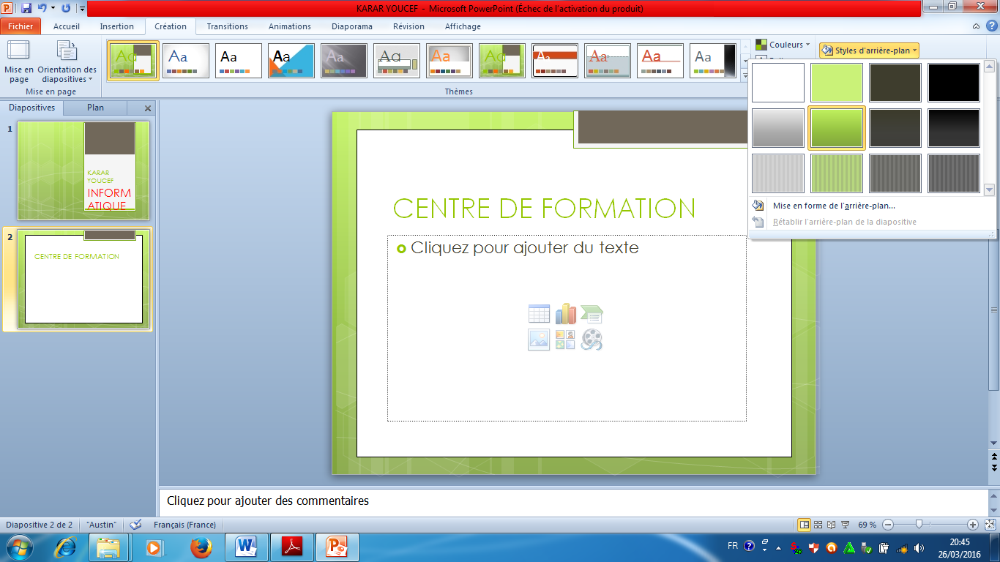 KARAR YOUCEF - Microsoft PowerPoint (Échec de l'activation du produit)
Fichier Accueil Insertion Création Transitions Animations Diaporama Révision Affichage
Mise en page
Orientation des diapositives
Mise en page
Aa Aa Aa Aa Aa Aa Aa Aa Aa Aa Aa Aa
Thèmes
Couleurs
Styles d'arrière-plan
Mise en forme de l'arrière-plan...
Rétablir l'arrière-plan de la diapositive
Diapositives Plan
1
KARAR
YOUCEF
INFORM
ATIQUE
2
CENTRE DE FORMATION
CENTRE DE FORMATION
Cliquez pour ajouter du texte
Cliquez pour ajouter des commentaires
Diapositive 2 de 2 "Austin" Français (France) 69 %
FR 20:45
26/03/2016